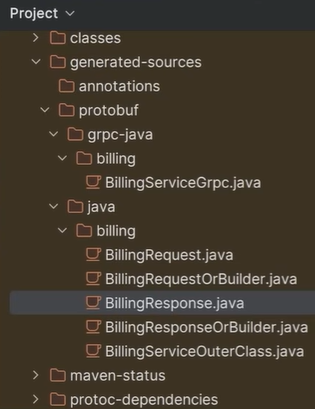 Project
classes
generated-sources
annotations
protobuf
grpc-java
billing
BillingServiceGrpc.java
java
billing
BillingRequest.java
BillingRequestOrBuilder.java
BillingResponse.java
BillingResponseOrBuilder.java
BillingServiceOuterClass.java
maven-status
protoc-dependencies